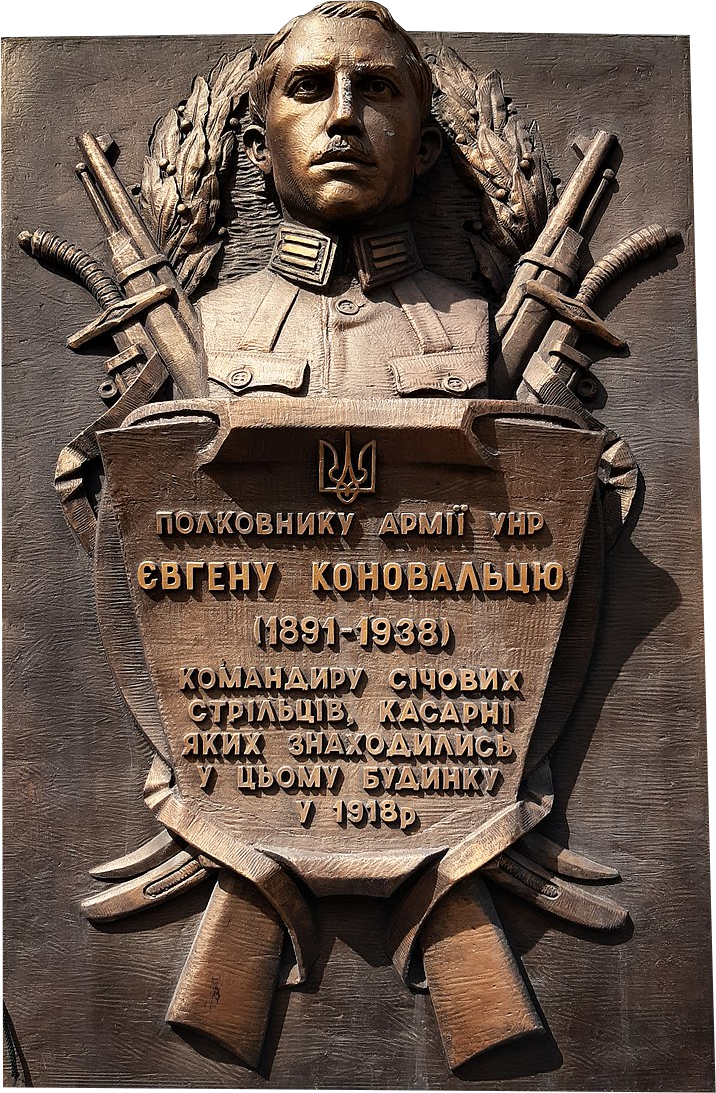 ПОЛКОВНИКУ АРМІЇ УНР
ЄВГЕНУ КОНОВАЛЬЦЮ
(1891-1938)
КОМАНДИРУ СІЧОВИХ
СТРІЛЬЦІВ, КАСАРНІ
ЯКИХ ЗНАХОДИЛИСЬ
У ЦЬОМУ БУДИНКУ
У 1918р